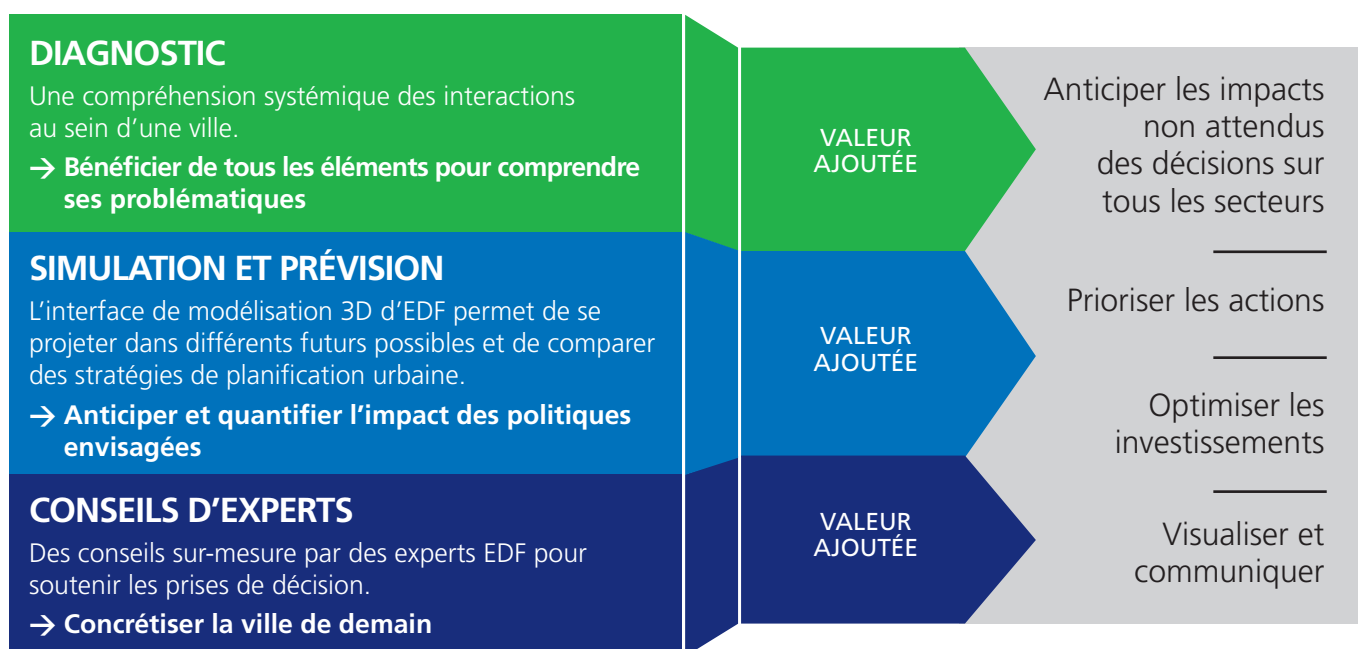 DIAGNOSTIC
Une compréhension systémique des interactions
au sein d’une ville.
→ Bénéficier de tous les éléments pour comprendre
ses problématiques
SIMULATION ET PRÉVISION
L’interface de modélisation 3D d’EDF permet de se
projeter dans différents futurs possibles et de comparer
des stratégies de planification urbaine.
→ Anticiper et quantifier l’impact des politiques
envisagées
CONSEILS D’EXPERTS
Des conseils sur-mesure par des experts EDF pour
soutenir les prises de décision.
→ Concrétiser la ville de demain
VALEUR
AJOUTÉE
VALEUR
AJOUTÉE
VALEUR
AJOUTÉE
Anticiper les impacts
non attendus
des décisions sur
tous les secteurs
Prioriser les actions
Optimiser les
investissements
Visualiser et
communiquer